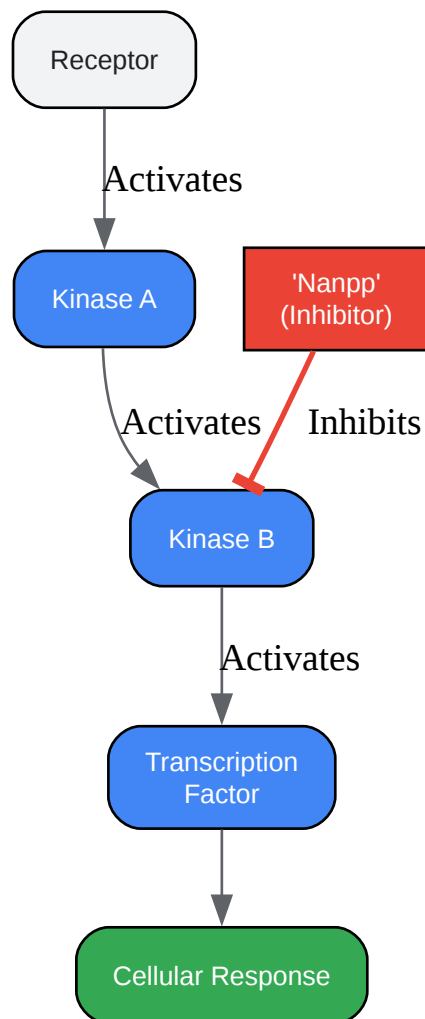 Receptor
Activates
Kinase A
'Nanpp'
(Inhibitor)
Activates
Inhibits
Kinase B
Activates
Transcription
Factor
Cellular Response